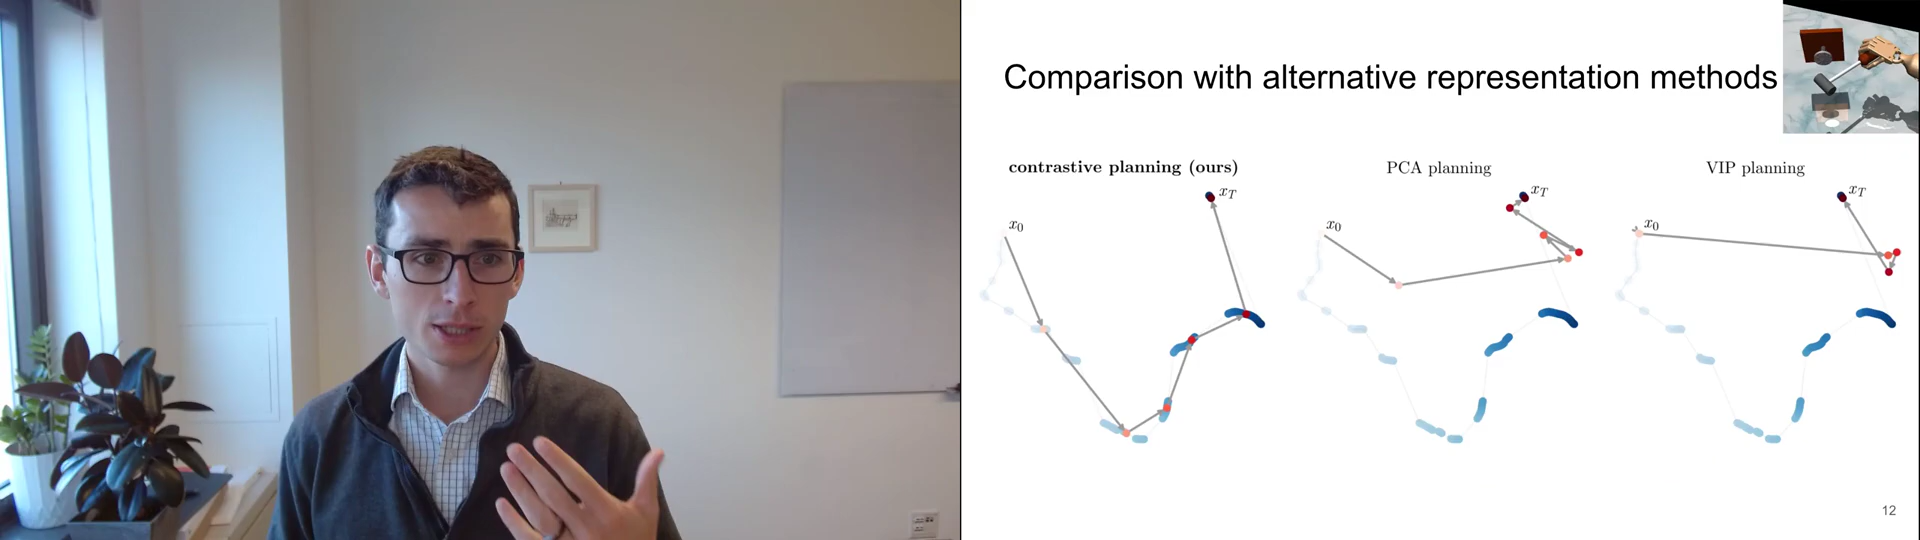 Comparison with alternative representation methods
contrastive planning (ours)
PCA planning
VIP planning
x_T
x_T
x_T
x_0
x_0
x_0
12